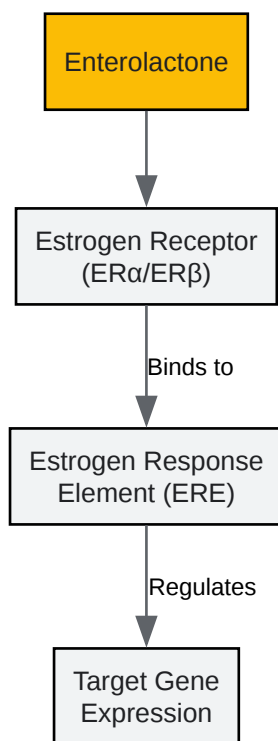 Enterolactone
Estrogen Receptor
(ERα/ERβ)
Binds to
Estrogen Response
Element (ERE)
Regulates
Target Gene
Expression